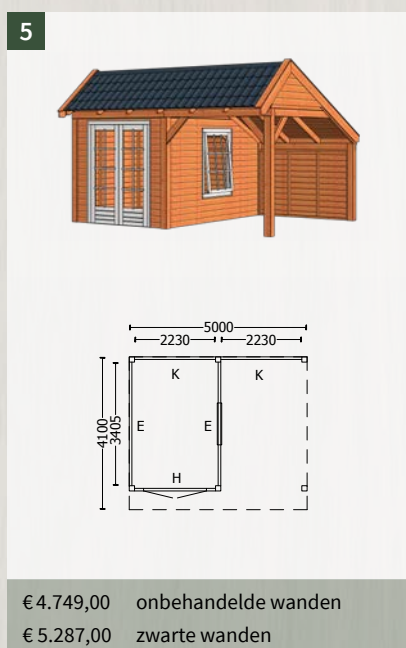 5
5000
2230 2230
K K
4100 3405 E E
H
€ 4.749,00 onbehandelde wanden
€ 5.287,00 zwarte wanden